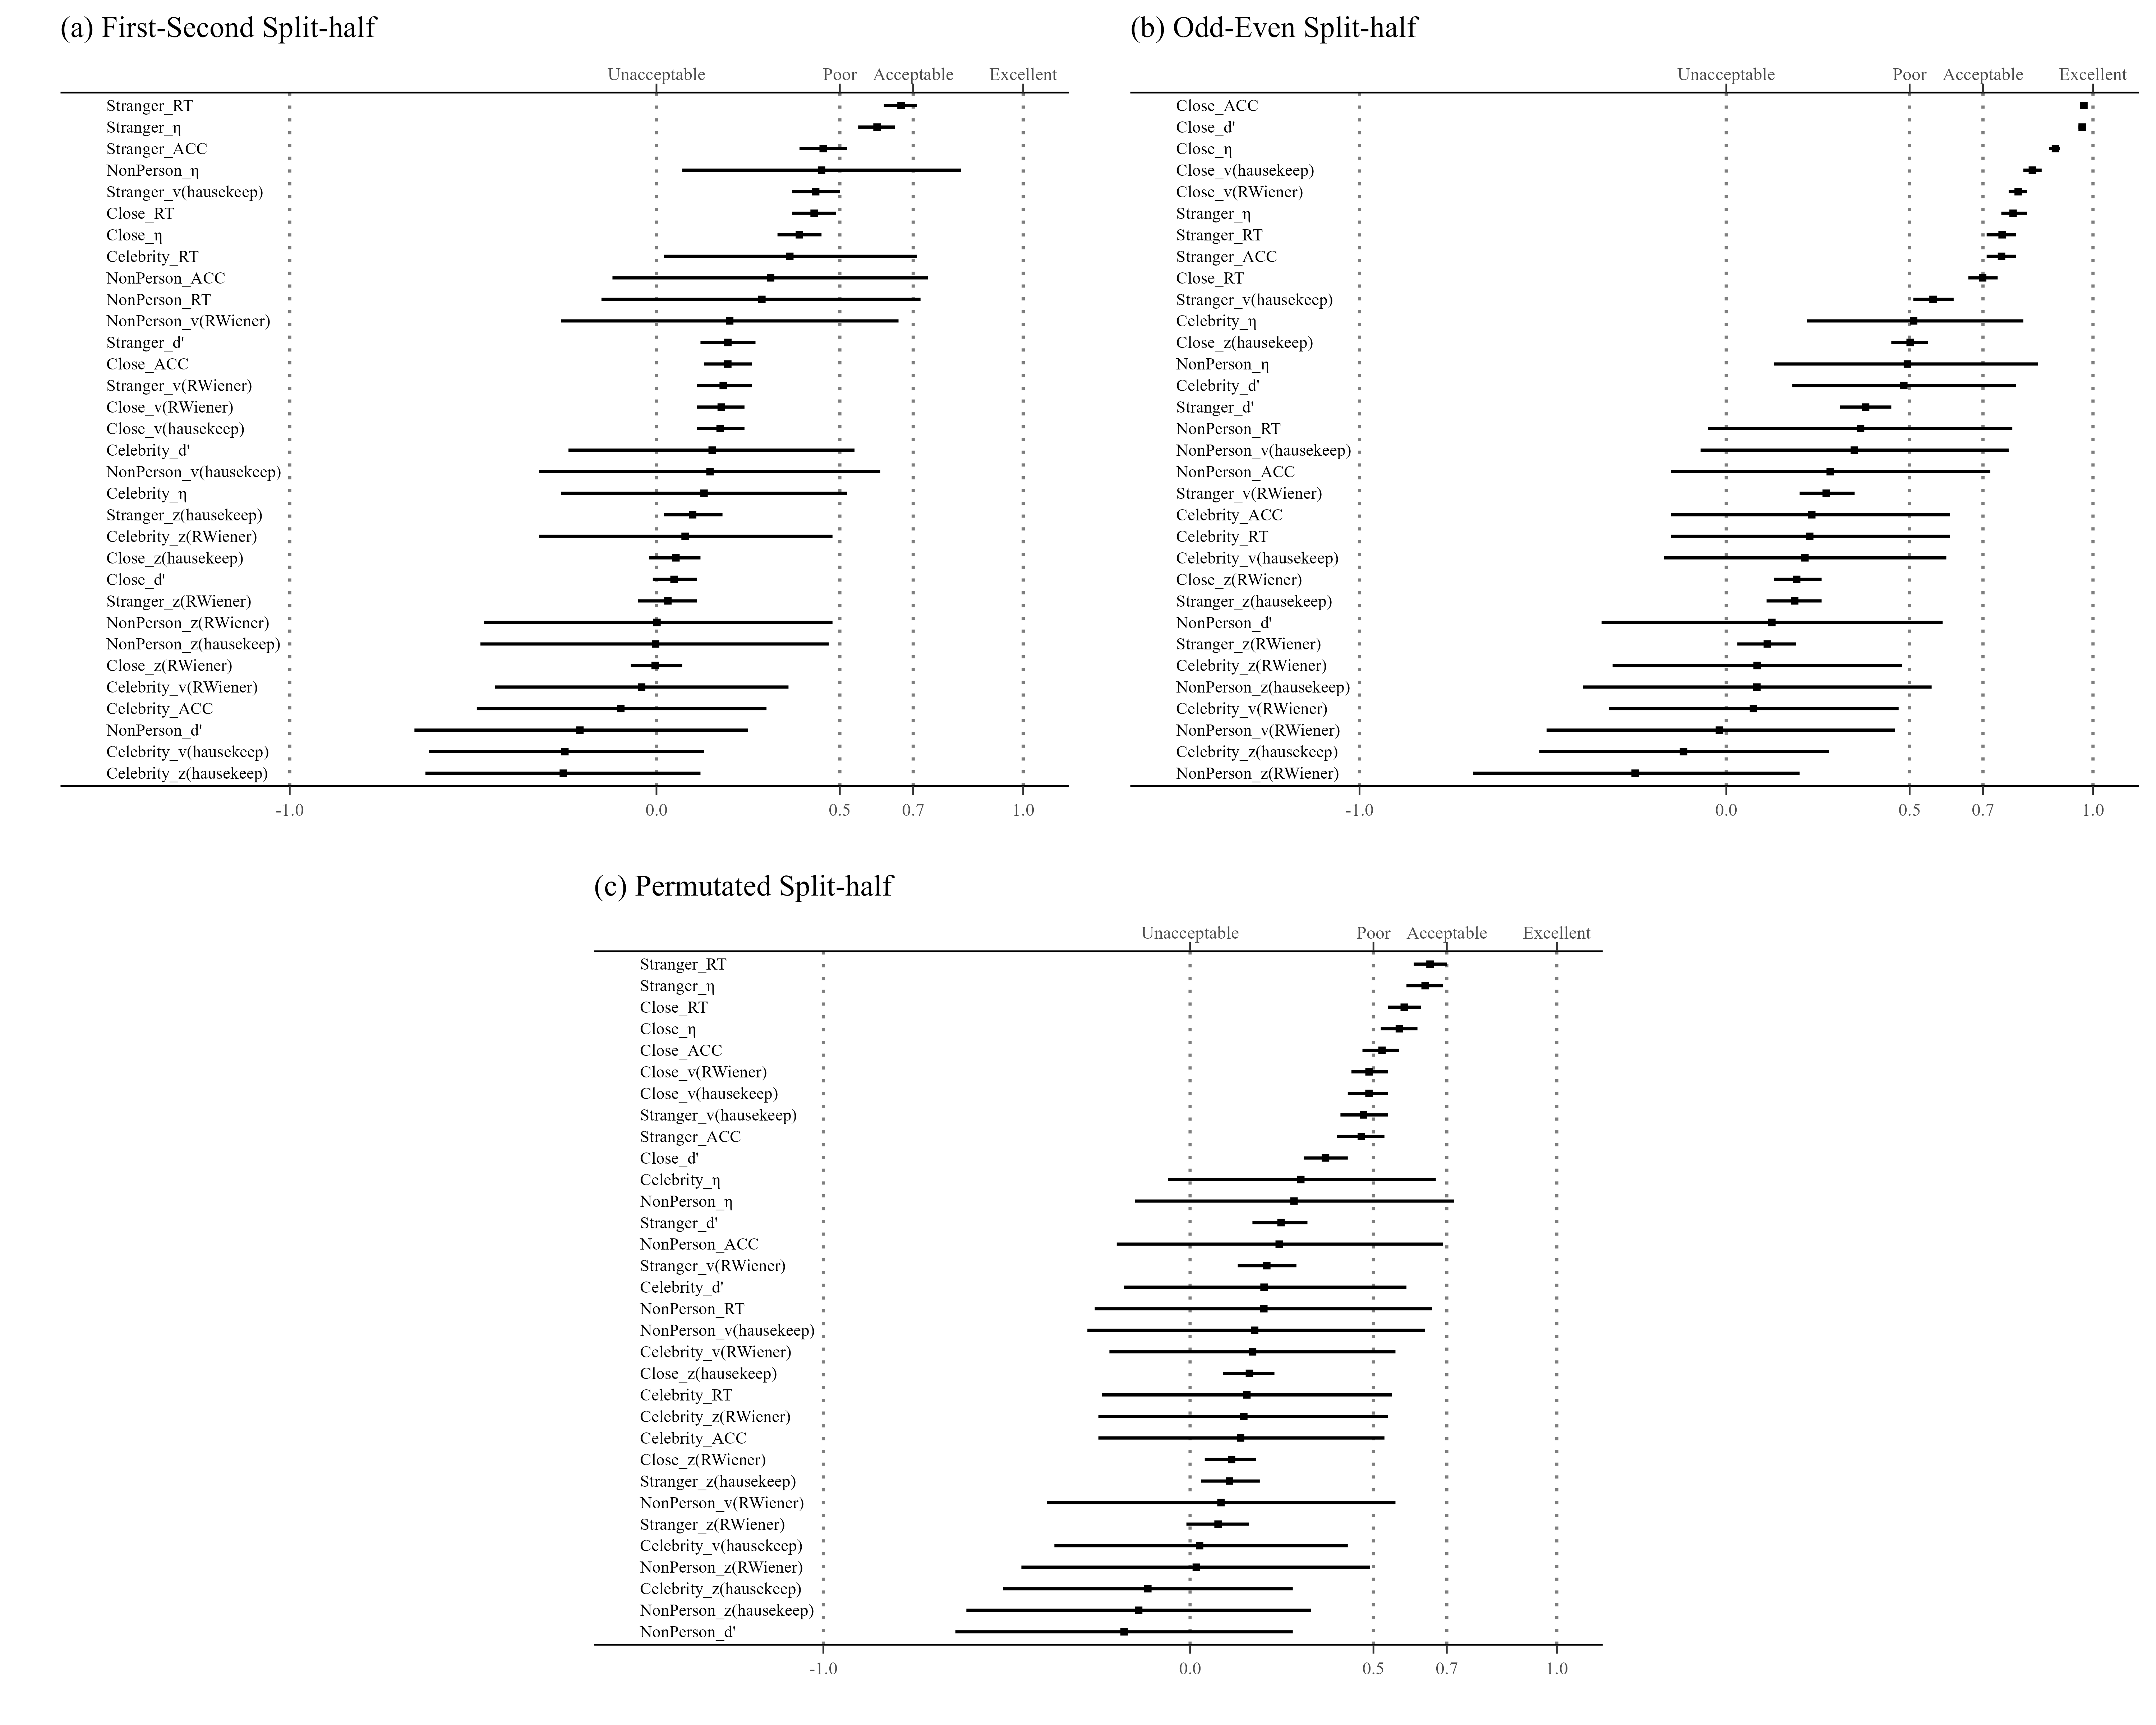 (a) First-Second Split-half
Unacceptable Poor Acceptable Excellent
Stranger_RT
Stranger_η
Stranger_ACC
NonPerson_η
Stranger_v(hausekeep)
Close_RT
Close_η
Celebrity_RT
NonPerson_ACC
NonPerson_RT
NonPerson_v(RWiener)
Stranger_d'
Close_ACC
Stranger_v(RWiener)
Close_v(RWiener)
Close_v(hausekeep)
Celebrity_d'
NonPerson_v(hausekeep)
Celebrity_η
Stranger_z(hausekeep)
Celebrity_z(RWiener)
Close_z(hausekeep)
Close_d'
Stranger_z(RWiener)
NonPerson_z(RWiener)
NonPerson_z(hausekeep)
Close_z(RWiener)
Celebrity_v(RWiener)
Celebrity_ACC
NonPerson_d'
Celebrity_v(hausekeep)
Celebrity_z(hausekeep)
-1.0 0.0 0.5 0.7 1.0
(b) Odd-Even Split-half
Unacceptable Poor Acceptable Excellent
Close_ACC
Close_d'
Close_η
Close_v(hausekeep)
Close_v(RWiener)
Stranger_η
Stranger_RT
Stranger_ACC
Close_RT
Stranger_v(hausekeep)
Celebrity_η
Close_z(hausekeep)
NonPerson_η
Celebrity_d'
Stranger_d'
NonPerson_RT
NonPerson_v(hausekeep)
NonPerson_ACC
Stranger_v(RWiener)
Celebrity_ACC
Celebrity_RT
Celebrity_v(hausekeep)
Close_z(RWiener)
Stranger_z(hausekeep)
NonPerson_d'
Stranger_z(RWiener)
Celebrity_z(RWiener)
NonPerson_z(hausekeep)
Celebrity_v(RWiener)
NonPerson_v(RWiener)
Celebrity_z(hausekeep)
NonPerson_z(RWiener)
-1.0 0.0 0.5 0.7 1.0
(c) Permutated Split-half
Unacceptable Poor Acceptable Excellent
Stranger_RT
Stranger_η
Close_RT
Close_η
Close_ACC
Close_v(RWiener)
Close_v(hausekeep)
Stranger_v(hausekeep)
Stranger_ACC
Close_d'
Celebrity_η
NonPerson_η
Stranger_d'
NonPerson_ACC
Stranger_v(RWiener)
Celebrity_d'
NonPerson_RT
NonPerson_v(hausekeep)
Celebrity_v(RWiener)
Close_z(hausekeep)
Celebrity_RT
Celebrity_z(RWiener)
Celebrity_ACC
Close_z(RWiener)
Stranger_z(hausekeep)
NonPerson_v(RWiener)
Stranger_z(RWiener)
Celebrity_v(hausekeep)
NonPerson_z(RWiener)
Celebrity_z(hausekeep)
NonPerson_z(hausekeep)
NonPerson_d'
-1.0 0.0 0.5 0.7 1.0